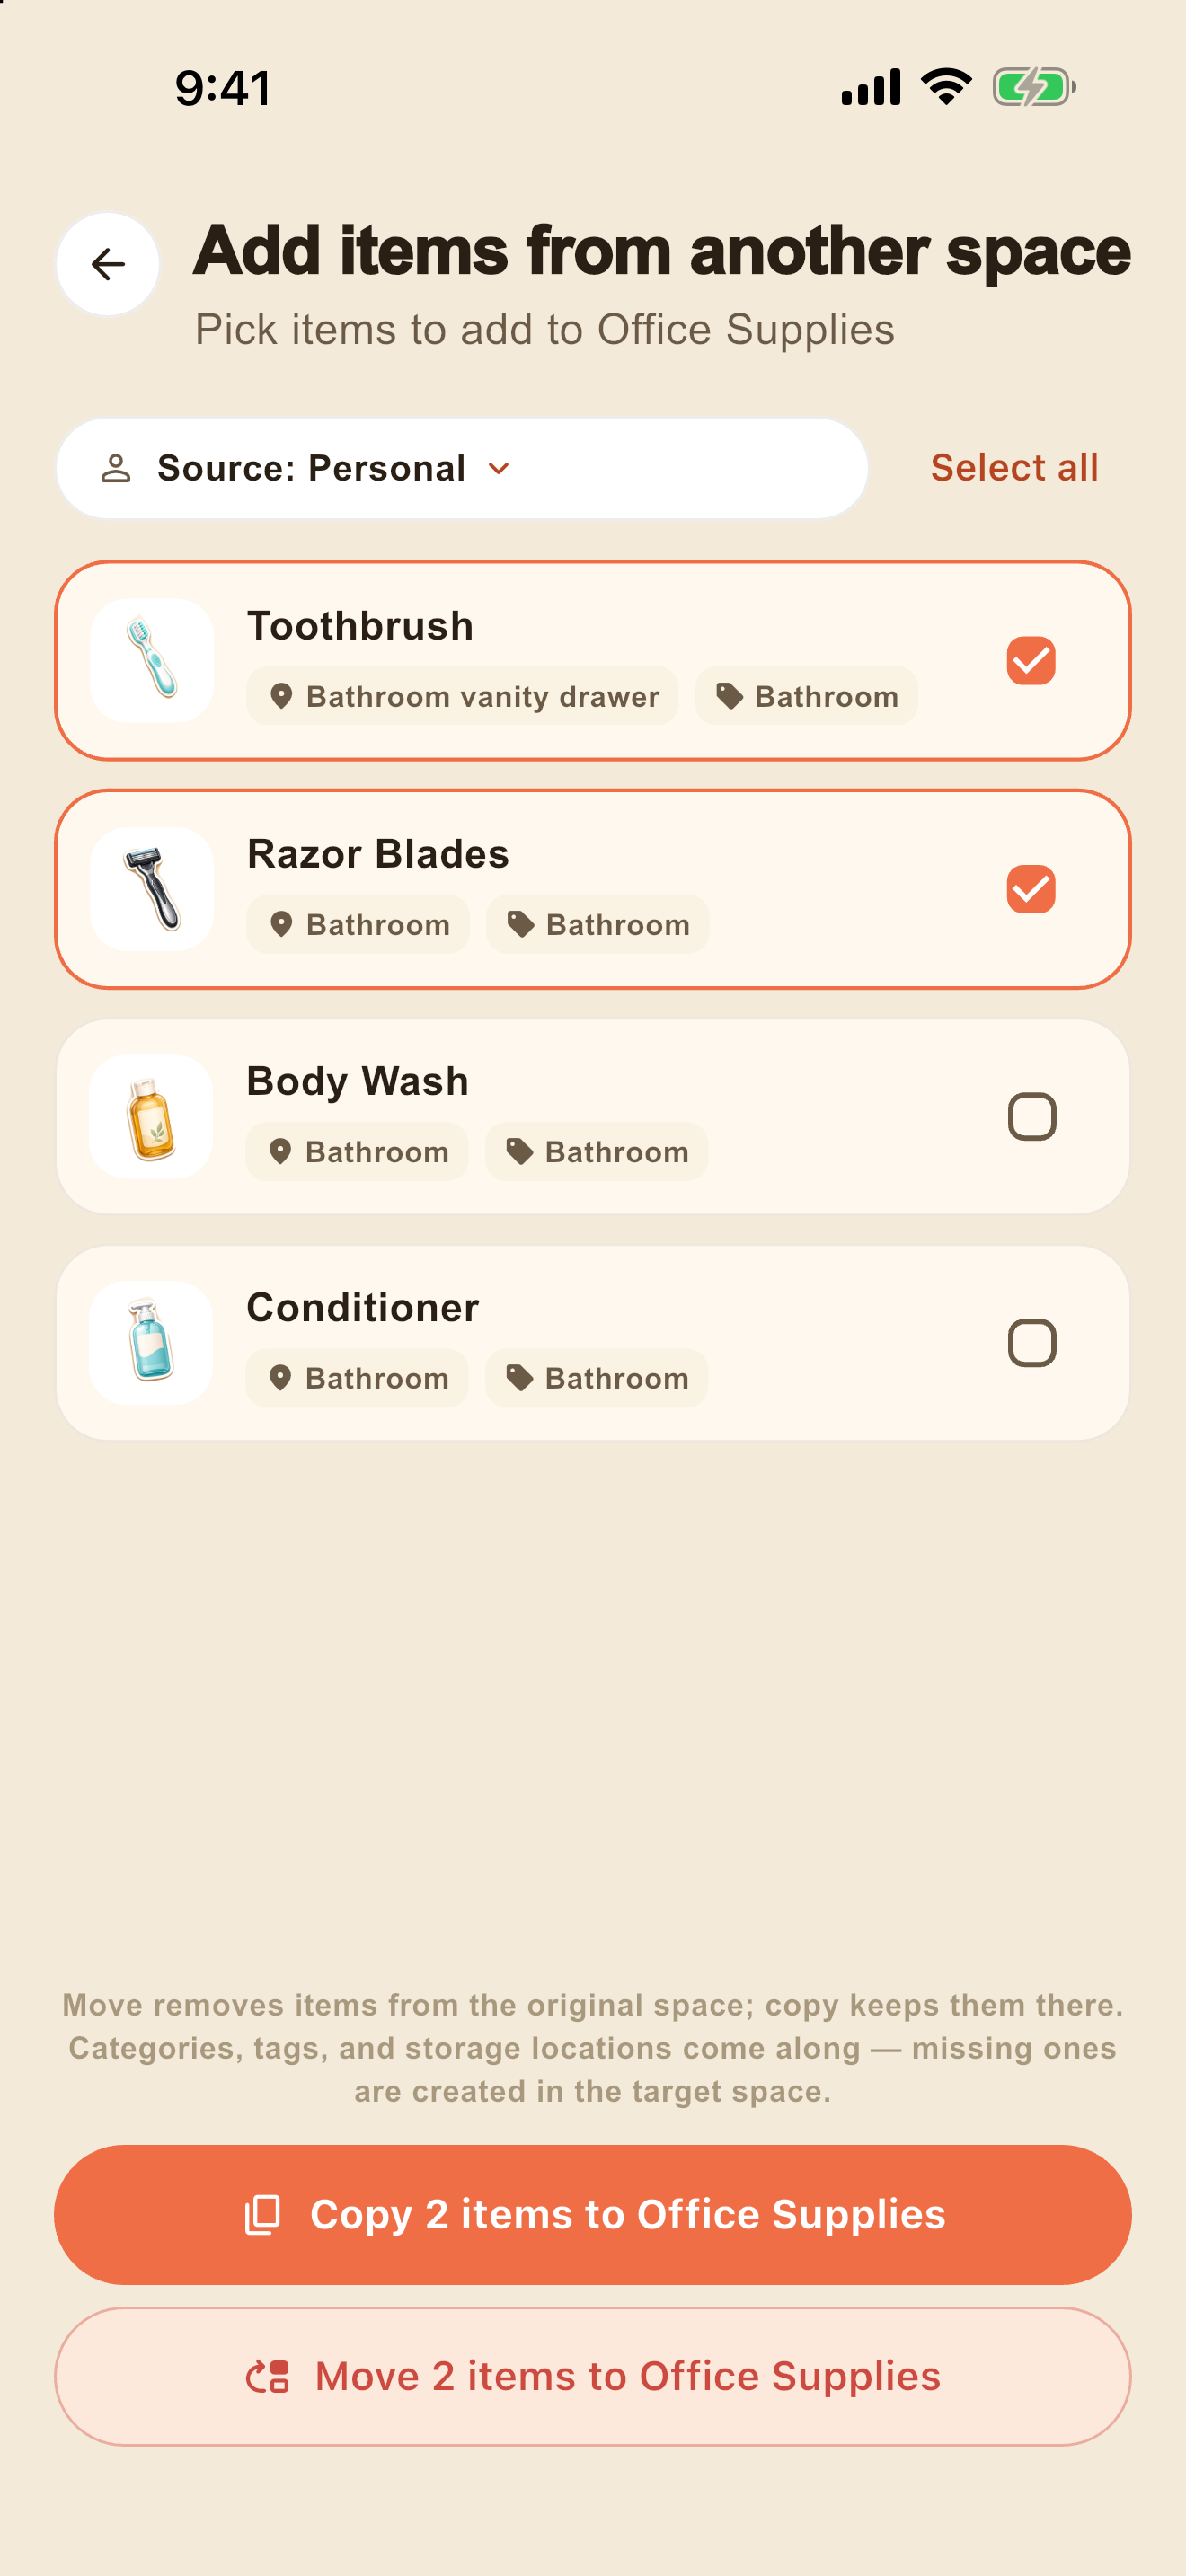 9:41
Add items from another space
Pick items to add to Office Supplies
Source: Personal
Select all
Toothbrush
Bathroom vanity drawer
Bathroom
Razor Blades
Bathroom
Bathroom
Body Wash
Bathroom
Bathroom
Conditioner
Bathroom
Bathroom
Move removes items from the original space; copy keeps them there.
Categories, tags, and storage locations come along — missing ones
are created in the target space.
Copy 2 items to Office Supplies
Move 2 items to Office Supplies